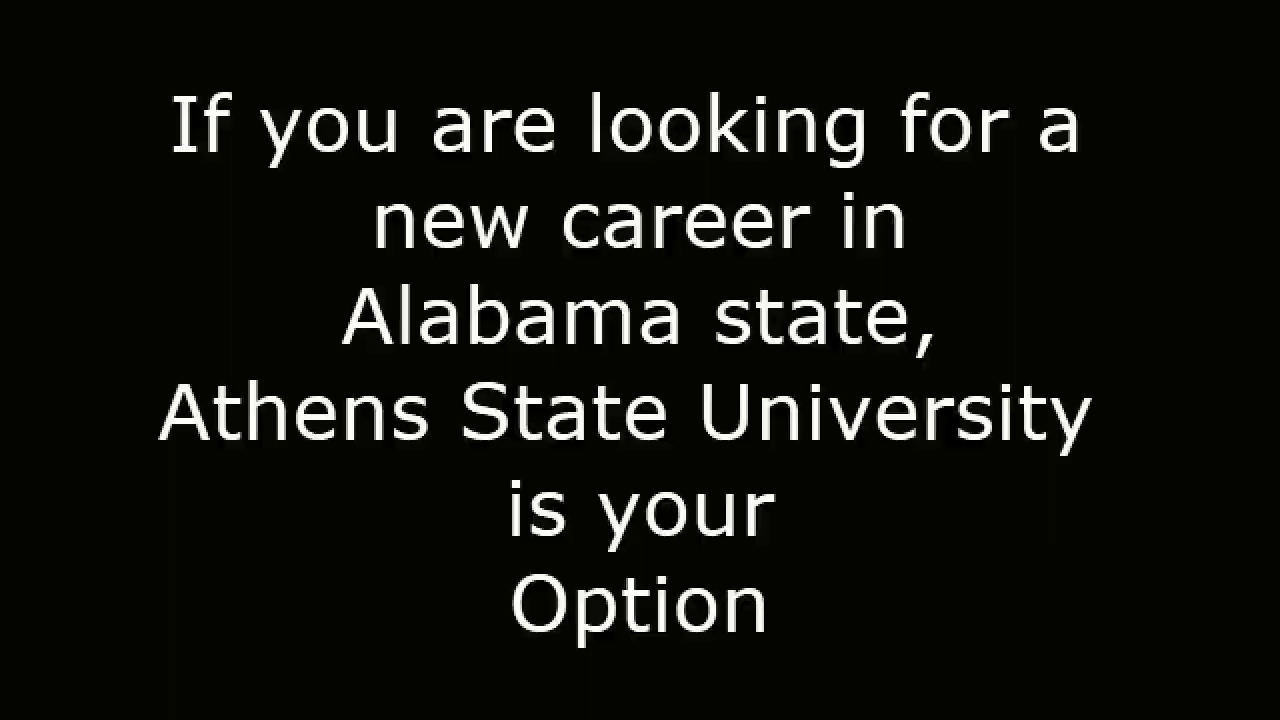 If you are looking for a
new career in
Alabama state,
Athens State University
is your
Option